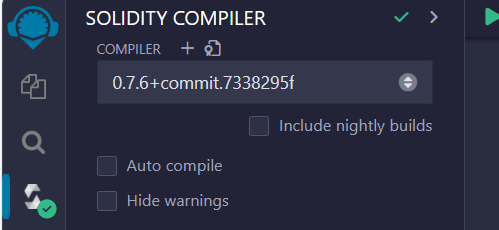 SOLIDITY COMPILER
COMPILER
0.7.6+commit.7338295f
Include nightly builds
Auto compile
Hide warnings